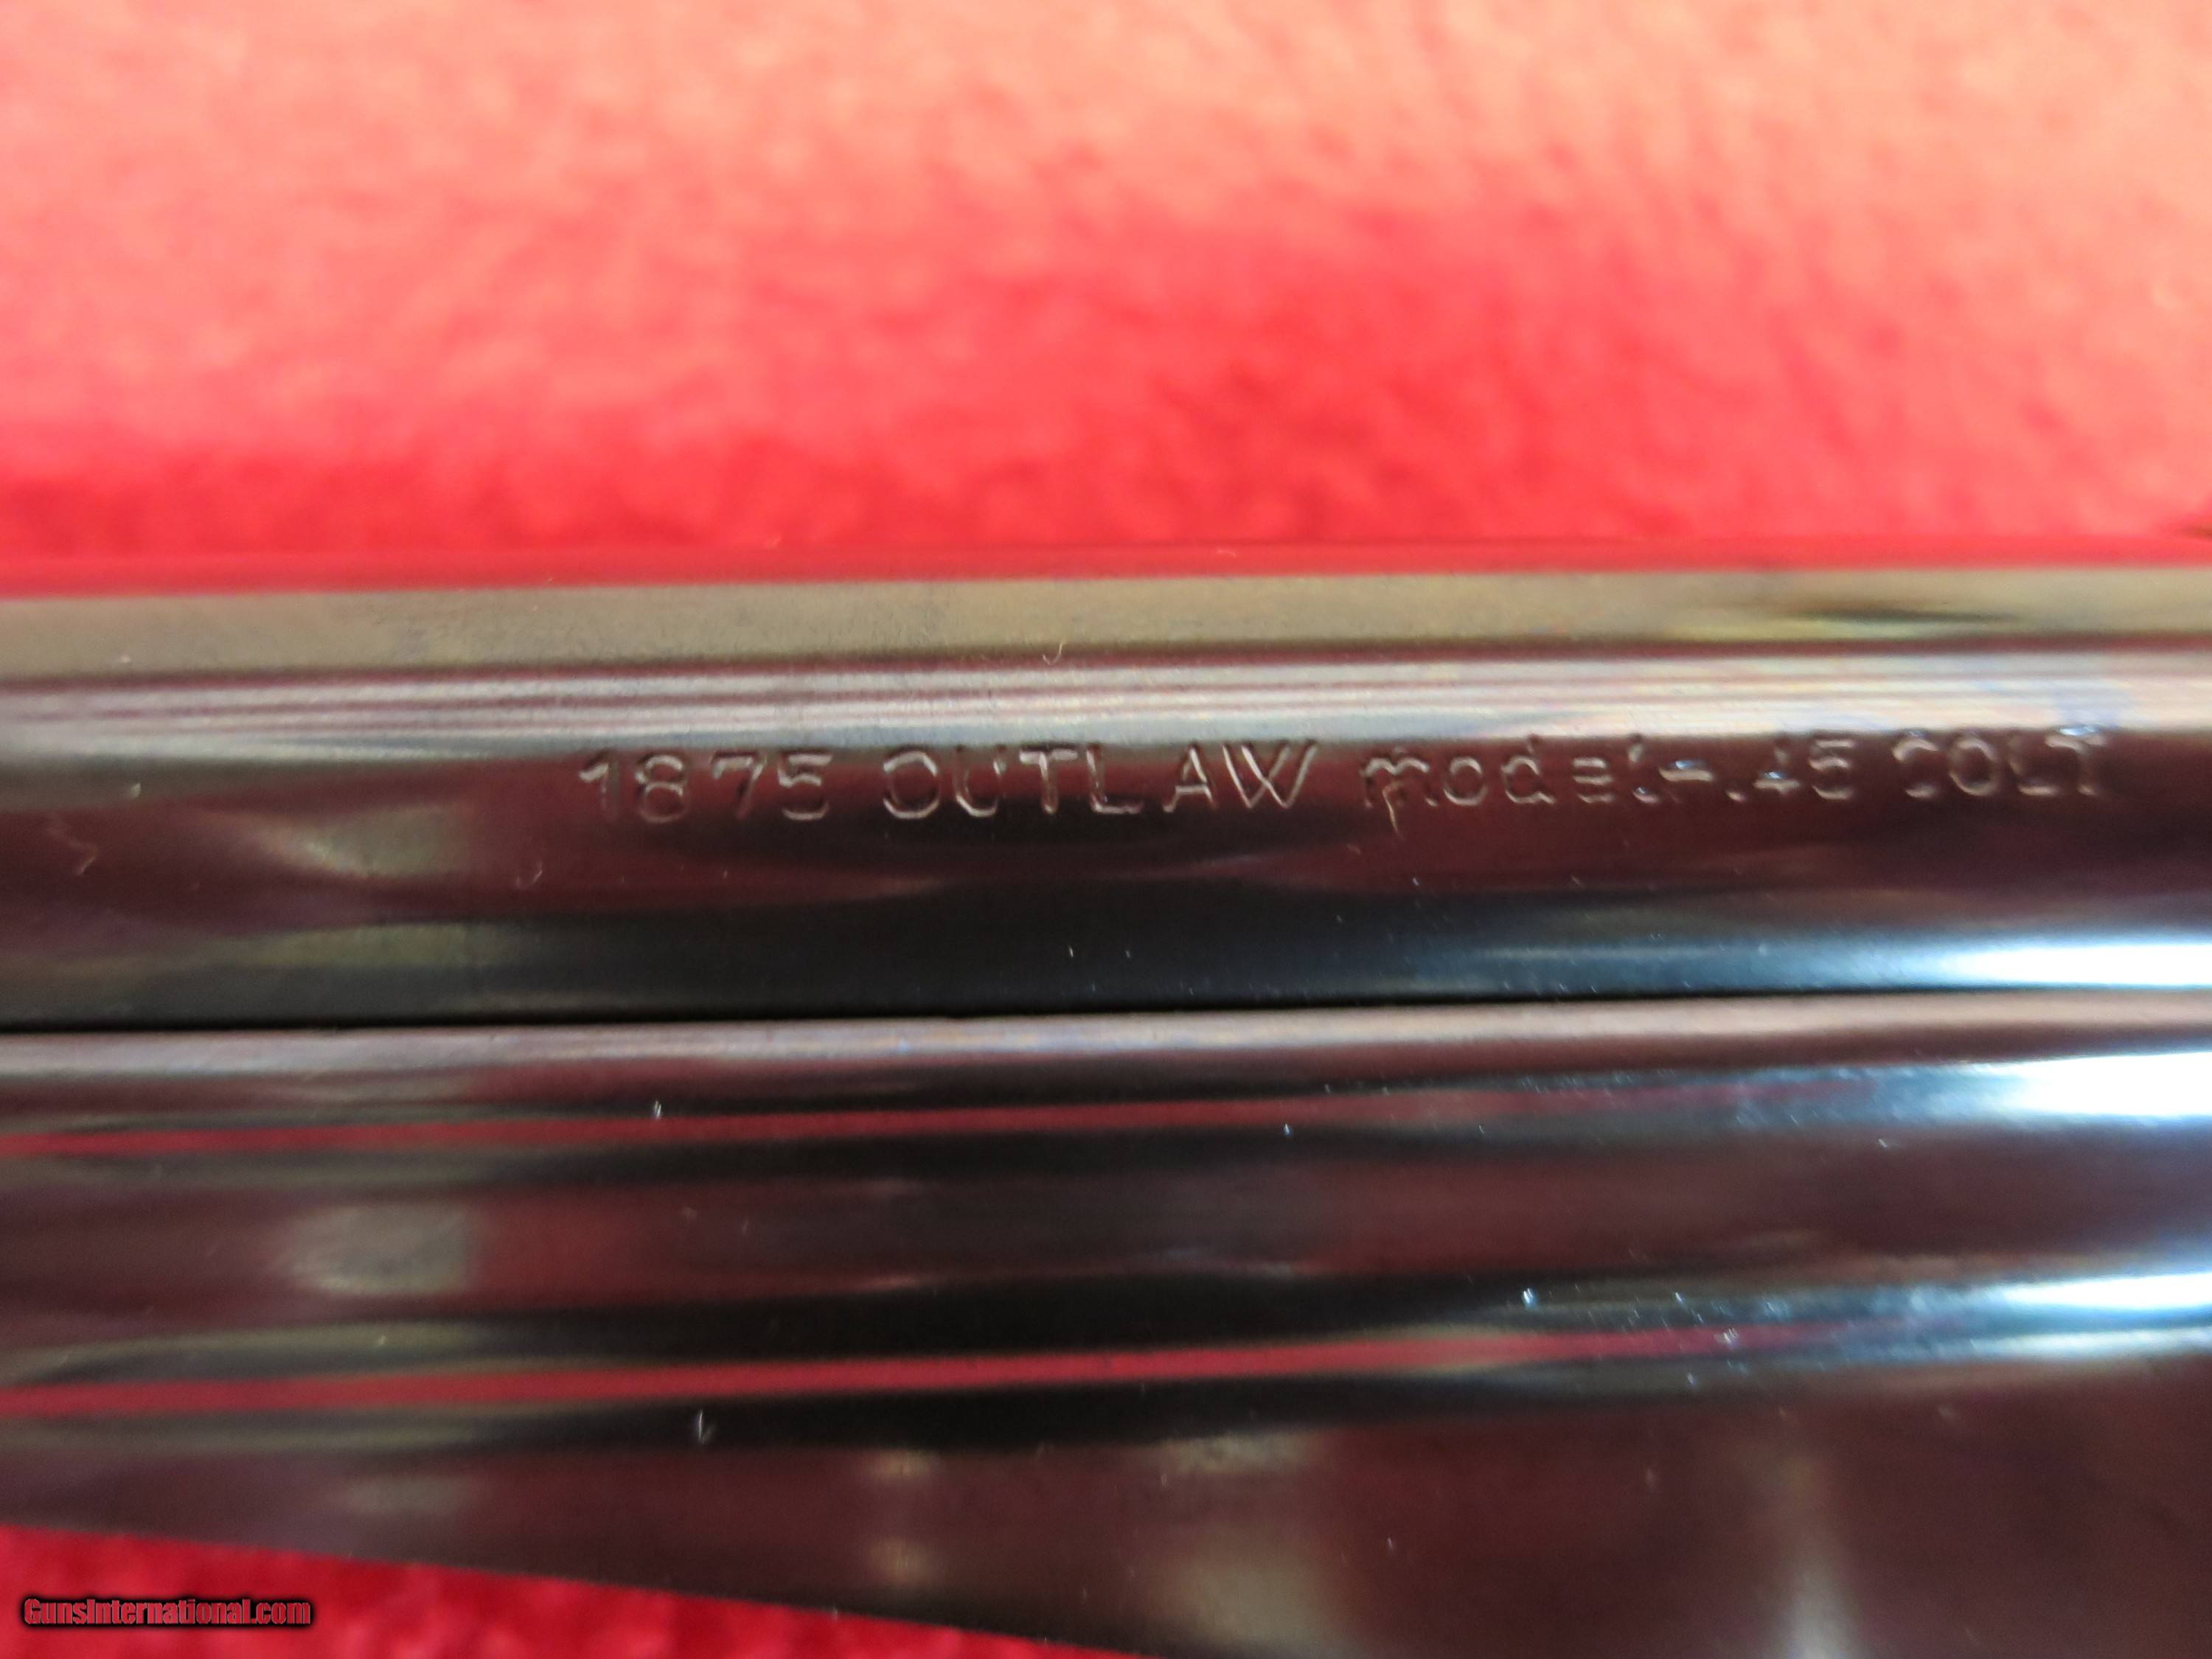 1875 OUTLAW model-.45 COLT
GunsInternational.com